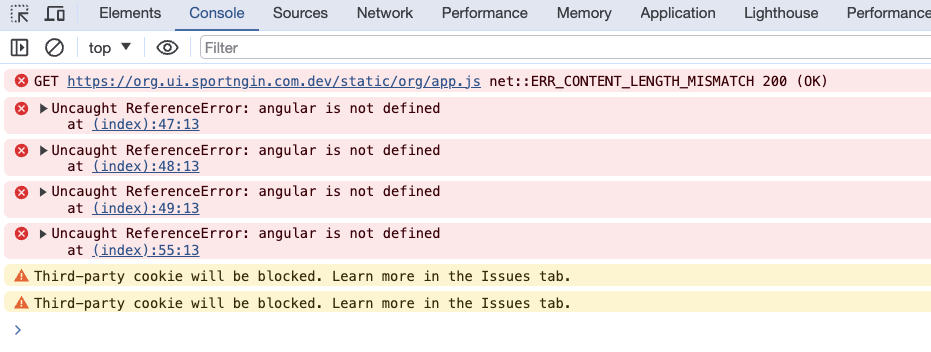 Elements Console Sources Network Performance Memory Application Lighthouse Performance
top Filter
GET https://org.ui.sportngin.com.dev/static/org/app.js net::ERR_CONTENT_LENGTH_MISMATCH 200 (OK)
Uncaught ReferenceError: angular is not defined
at (index):47:13
Uncaught ReferenceError: angular is not defined
at (index):48:13
Uncaught ReferenceError: angular is not defined
at (index):49:13
Uncaught ReferenceError: angular is not defined
at (index):55:13
Third-party cookie will be blocked. Learn more in the Issues tab.
Third-party cookie will be blocked. Learn more in the Issues tab.